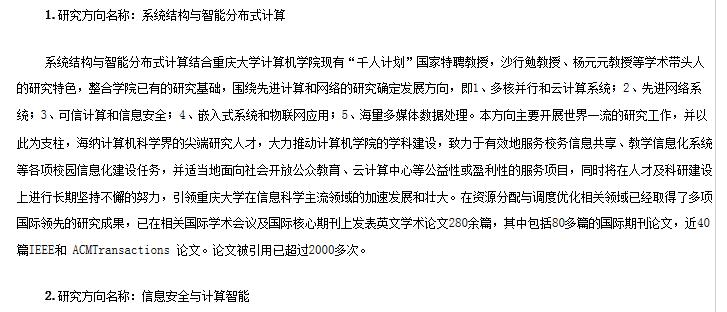 1. 研究方向名称：系统结构与智能分布式计算
系统结构与智能分布式计算结合重庆大学计算机学院现有“千人计划”国家特聘教授，沙行勉教授、杨元元教授等学术带头人
的研究特色，整合学院已有的研究基础，围绕先进计算和网络的研究确定发展方向，即1、多核并行和云计算系统；2、先进网络系
统；3、可信计算和信息安全；4、嵌入式系统和物联网应用；5、海量多媒体数据处理。本方向主要开展世界一流的研究工作，并以
此为支柱，海纳计算机科学界的尖端研究人才，大力推动计算机学院的学科建设，致力于有效地服务校务信息共享、教学信息化系统
等各项校园信息化建设任务，并适当地面向社会开放公众教育、云计算中心等公益性或盈利性的服务项目，同时将在人才及科研建设
上进行长期坚持不懈的努力，引领重庆大学在信息科学主流领域的加速发展和壮大。在资源分配与调度优化相关领域已经取得了多项
国际领先的研究成果，已在相关国际学术会议及国际核心期刊上发表英文学术论文280余篇，其中包括80多篇的国际期刊论文，近40
篇IEEE和 ACMTransactions 论文。论文被引用已超过2000多次。
2. 研究方向名称：信息安全与计算智能